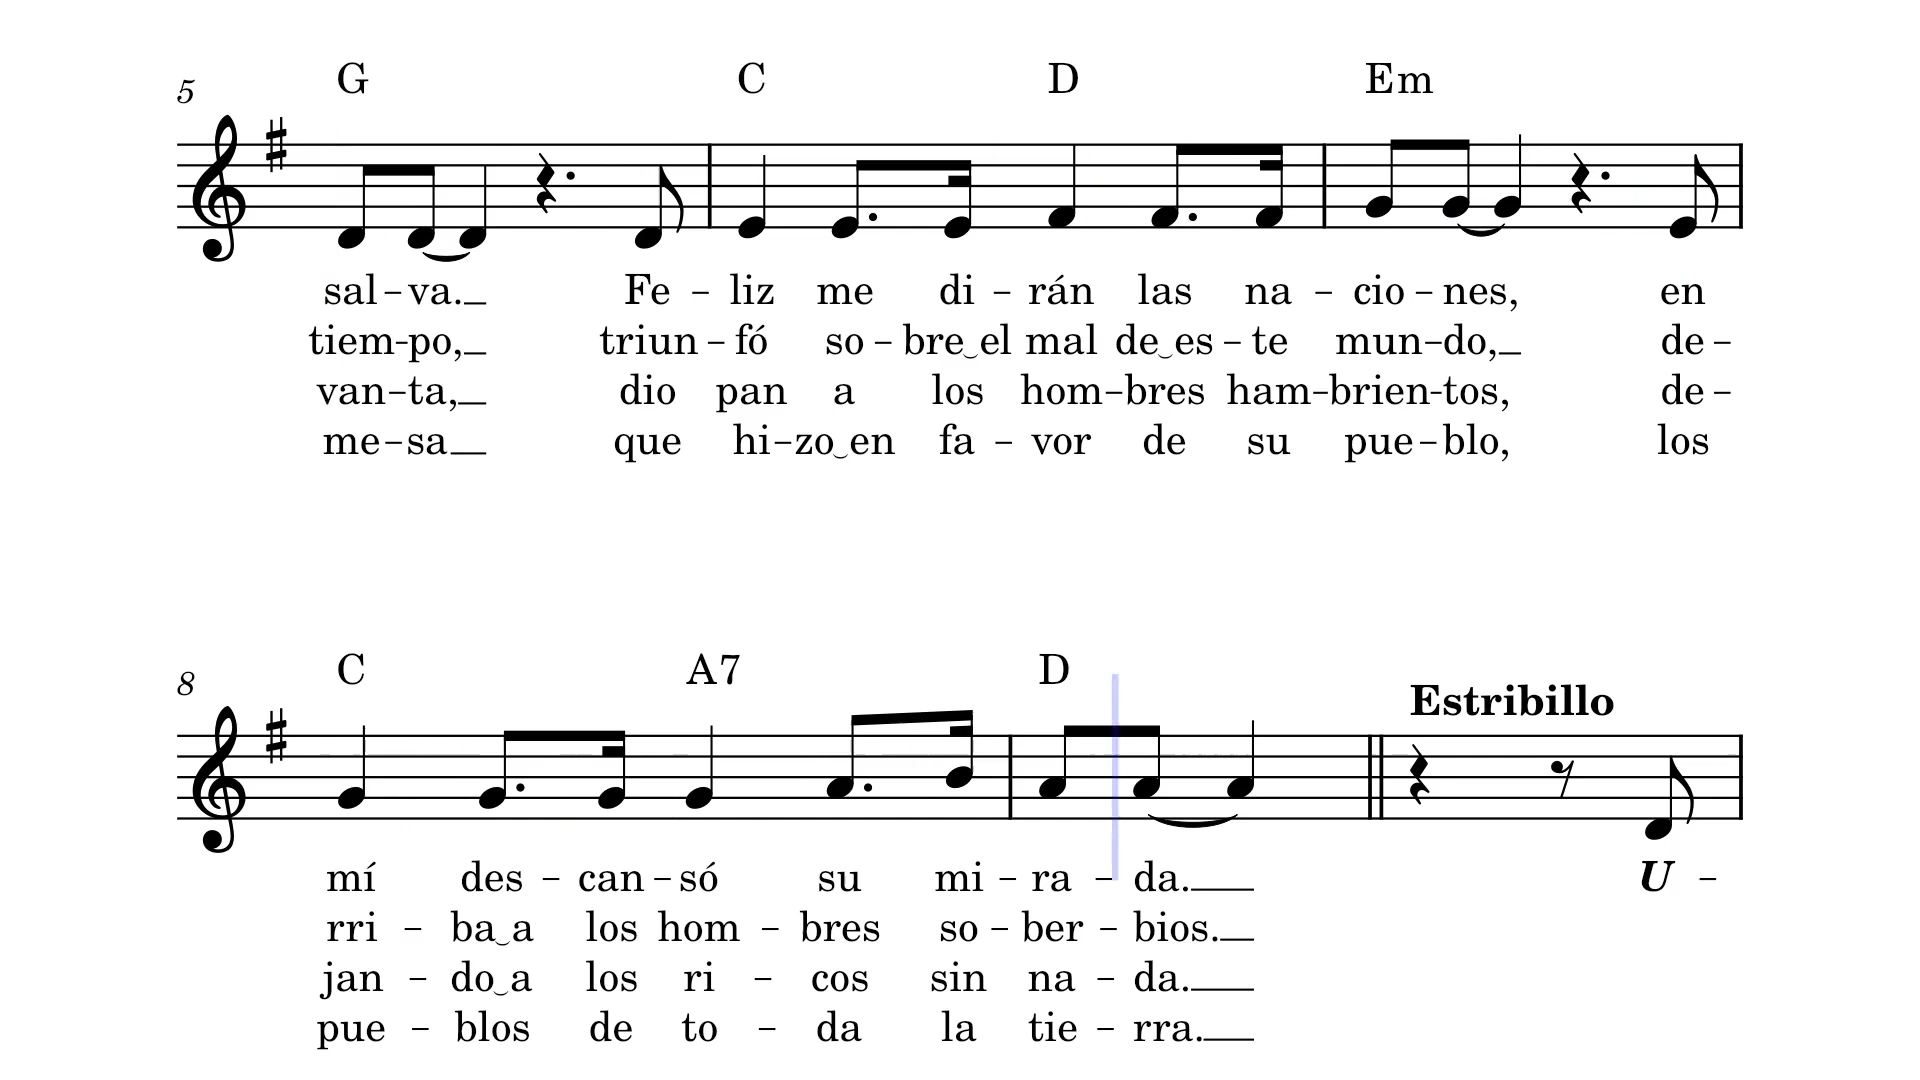 5 G C D Em
sal – va. Fe – liz me di – rán las na – cio – nes, en
tiem – po, triun – fó so – bre‿el mal de‿es – te mun – do, de –
van – ta, dio pan a los hom – bres ham – brien – tos, de –
me – sa que hi – zo‿en fa – vor de su pue – blo, los
8 C A7 D
Estribillo
mí des – can – só su mi – ra – da. U –
rri – ba‿a los hom – bres so – ber – bios.
jan – do‿a los ri – cos sin na – da.
pue – blos de to – da la tie – rra.